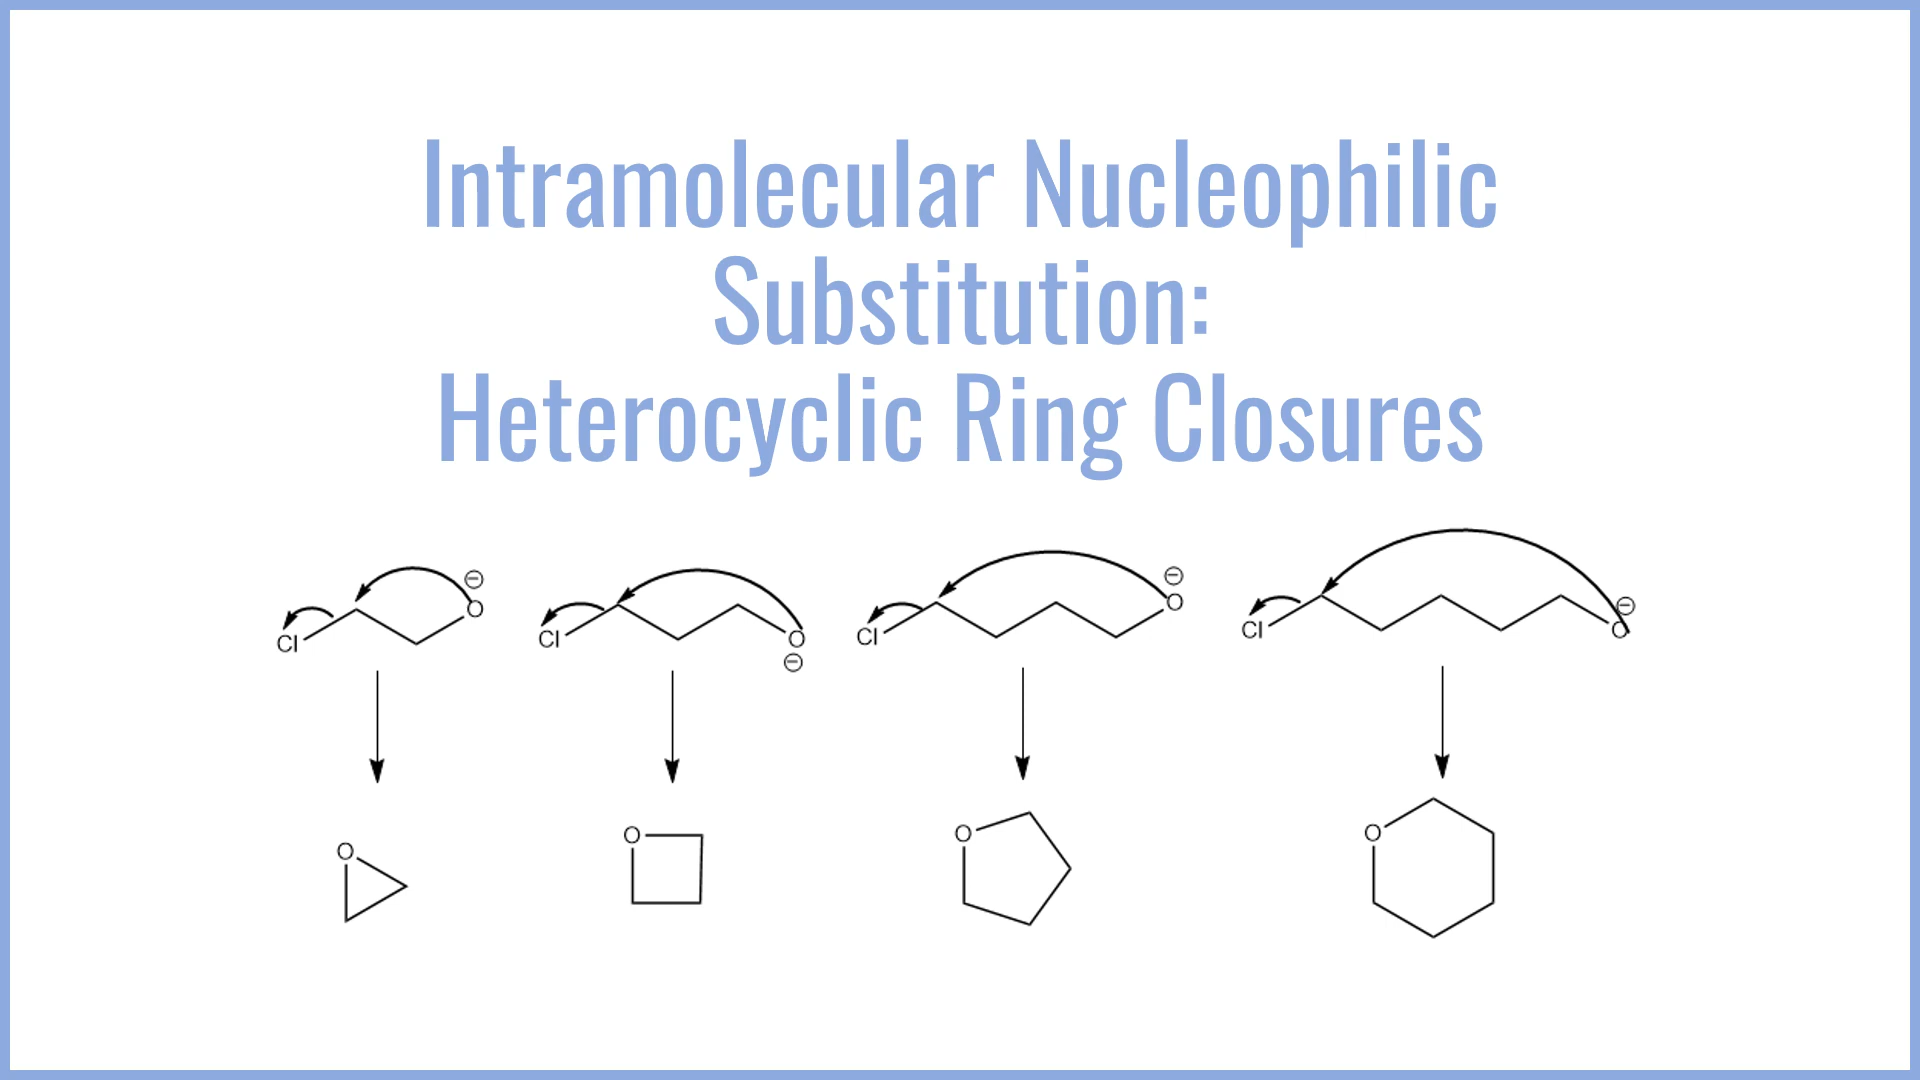 Intramolecular Nucleophilic
Substitution:
Heterocyclic Ring Closures
Cl O ⊖ Cl O ⊖ Cl O ⊖ Cl O ⊖
O O O O